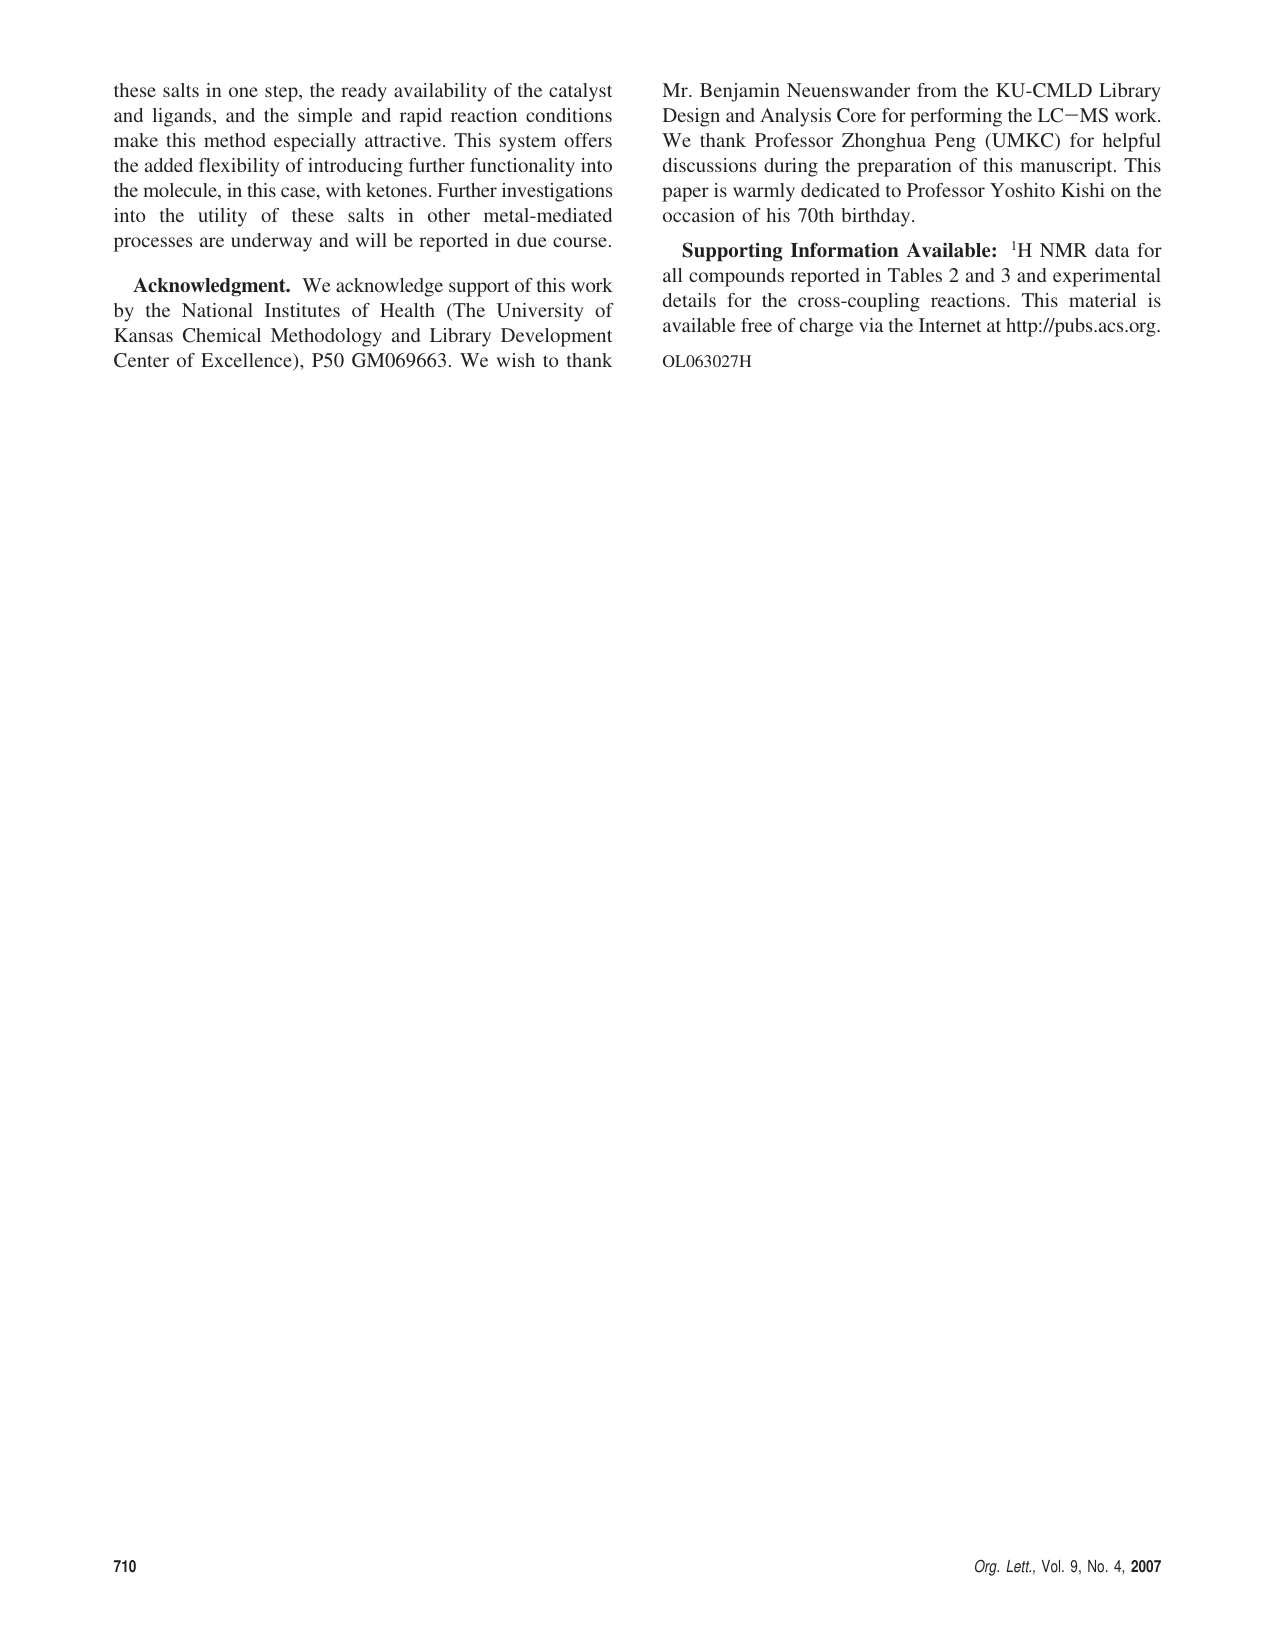 these salts in one step, the ready availability of the catalyst
and ligands, and the simple and rapid reaction conditions
make this method especially attractive. This system offers
the added flexibility of introducing further functionality into
the molecule, in this case, with ketones. Further investigations
into the utility of these salts in other metal-mediated
processes are underway and will be reported in due course.
Acknowledgment. We acknowledge support of this work
by the National Institutes of Health (The University of
Kansas Chemical Methodology and Library Development
Center of Excellence), P50 GM069663. We wish to thank
Mr. Benjamin Neuenswander from the KU-CMLD Library
Design and Analysis Core for performing the LC−MS work.
We thank Professor Zhonghua Peng (UMKC) for helpful
discussions during the preparation of this manuscript. This
paper is warmly dedicated to Professor Yoshito Kishi on the
occasion of his 70th birthday.
Supporting Information Available: ¹H NMR data for
all compounds reported in Tables 2 and 3 and experimental
details for the cross-coupling reactions. This material is
available free of charge via the Internet at http://pubs.acs.org.
OL063027H
710
Org. Lett., Vol. 9, No. 4, 2007